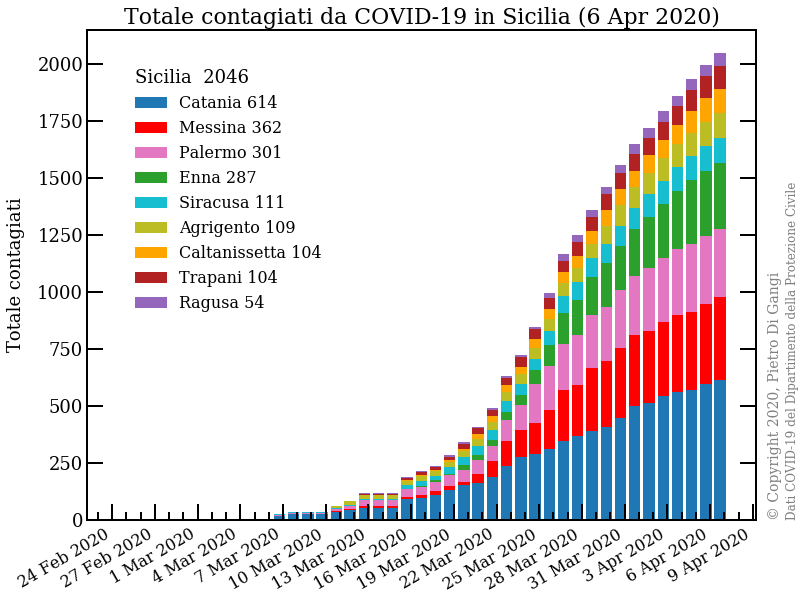 Totale contagiati da COVID-19 in Sicilia (6 Apr 2020)
Totale contagiati
2000
1750
1500
1250
1000
750
500
250
0
Sicilia 2046
Catania 614
Messina 362
Palermo 301
Enna 287
Siracusa 111
Agrigento 109
Caltanissetta 104
Trapani 104
Ragusa 54
24 Feb 2020
27 Feb 2020
1 Mar 2020
4 Mar 2020
7 Mar 2020
10 Mar 2020
13 Mar 2020
16 Mar 2020
19 Mar 2020
22 Mar 2020
25 Mar 2020
28 Mar 2020
31 Mar 2020
3 Apr 2020
6 Apr 2020
9 Apr 2020
© Copyright 2020, Pietro Di Gangi
Dati COVID-19 del Dipartimento della Protezione Civile